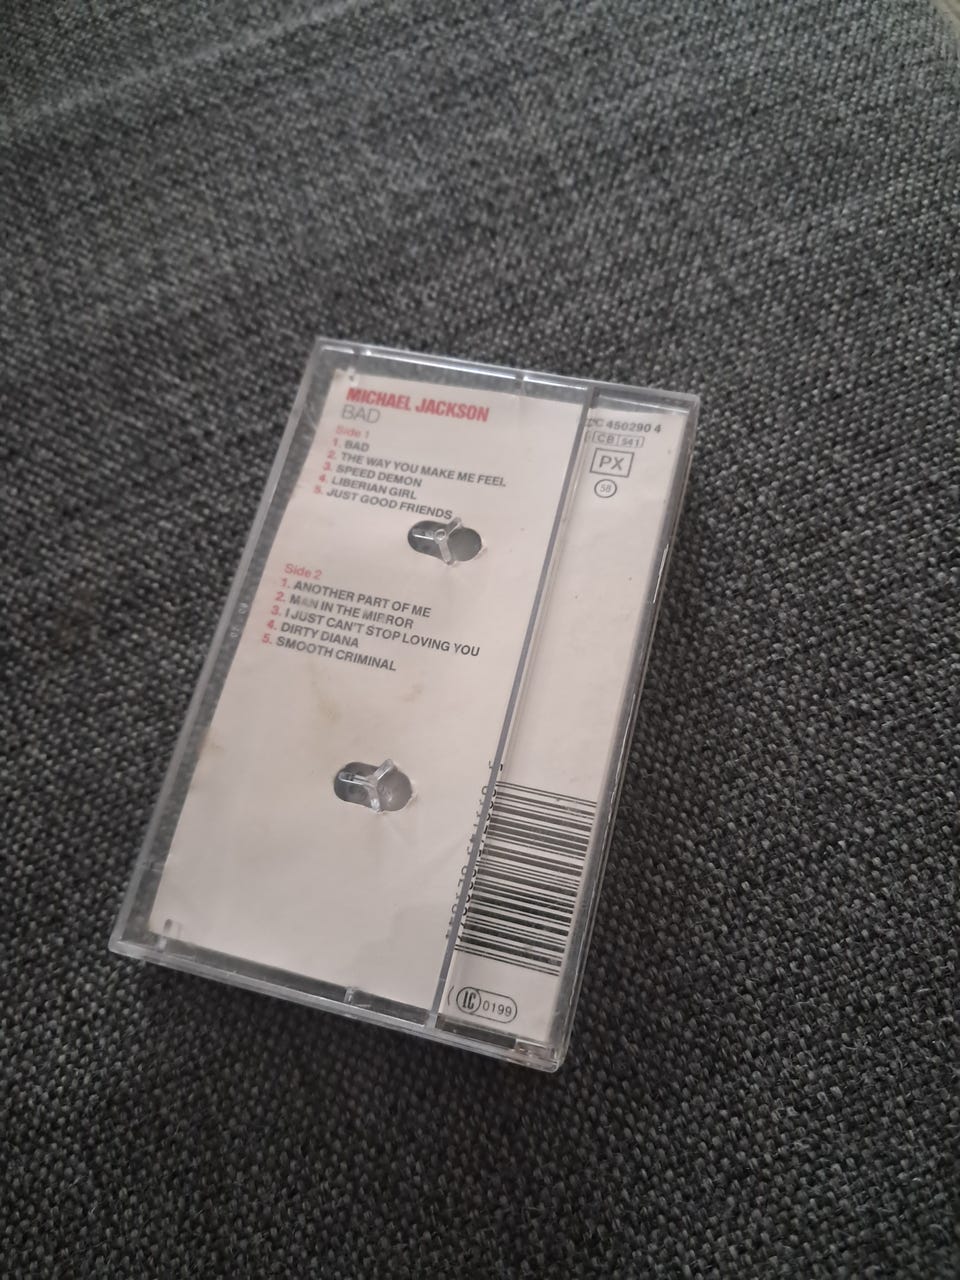 MICHAEL JACKSON
BAD
Side 1
1. BAD
2. THE WAY YOU MAKE ME FEEL
3. SPEED DEMON
4. LIBERIAN GIRL
5. JUST GOOD FRIENDS
Side 2
1. ANOTHER PART OF ME
2. MAN IN THE MIRROR
3. I JUST CAN'T STOP LOVING YOU
4. DIRTY DIANA
5. SMOOTH CRIMINAL
450290 4
CB 541
PX
58
LC 0199